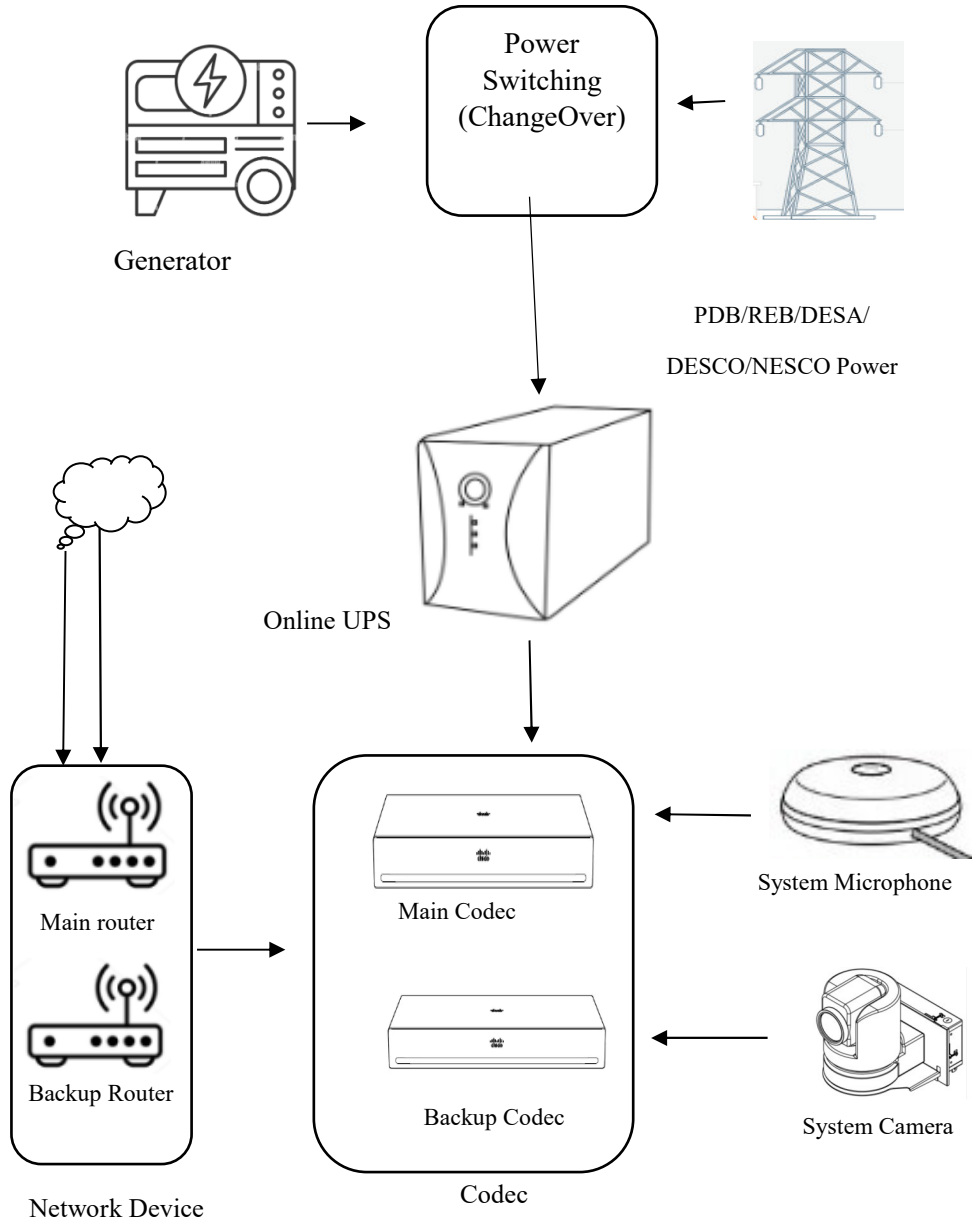 Power
Switching
(ChangeOver)
Generator
PDB/REB/DESA/
DESCO/NESCO Power
Online UPS
System Microphone
Main Codec
Main router
Backup Router
Backup Codec
System Camera
Codec
Network Device